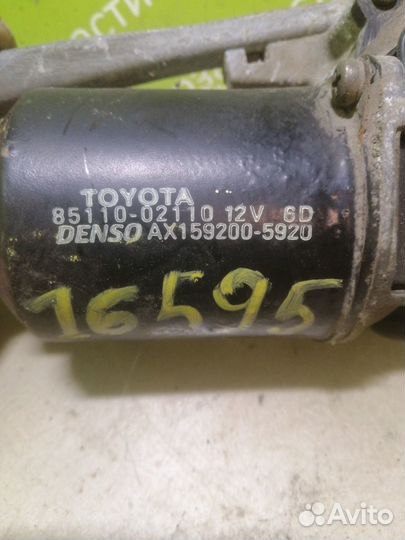 TOYOTA
85110-02110 12V 6D
DENSO AX159200-5920
16595
Avito